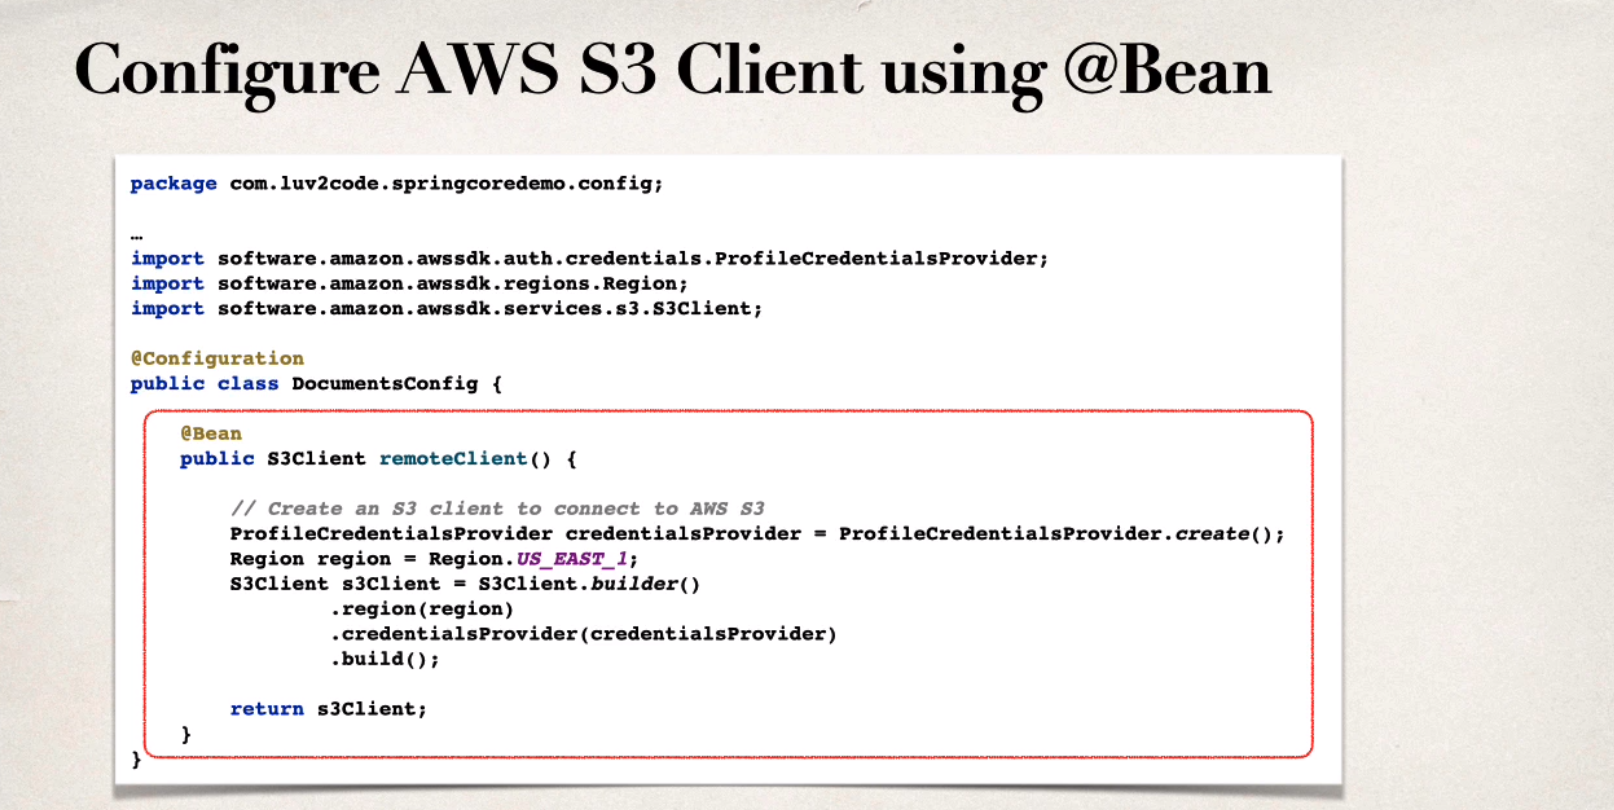 Configure AWS S3 Client using @Bean
package com.luv2code.springcoredemo.config;
…
import software.amazon.awssdk.auth.credentials.ProfileCredentialsProvider;
import software.amazon.awssdk.regions.Region;
import software.amazon.awssdk.services.s3.S3Client;
@Configuration
public class DocumentsConfig {
@Bean
public S3Client remoteClient() {
// Create an S3 client to connect to AWS S3
ProfileCredentialsProvider credentialsProvider = ProfileCredentialsProvider.create();
Region region = Region.US_EAST_1;
S3Client s3Client = S3Client.builder()
.region(region)
.credentialsProvider(credentialsProvider)
.build();
return s3Client;
}
}